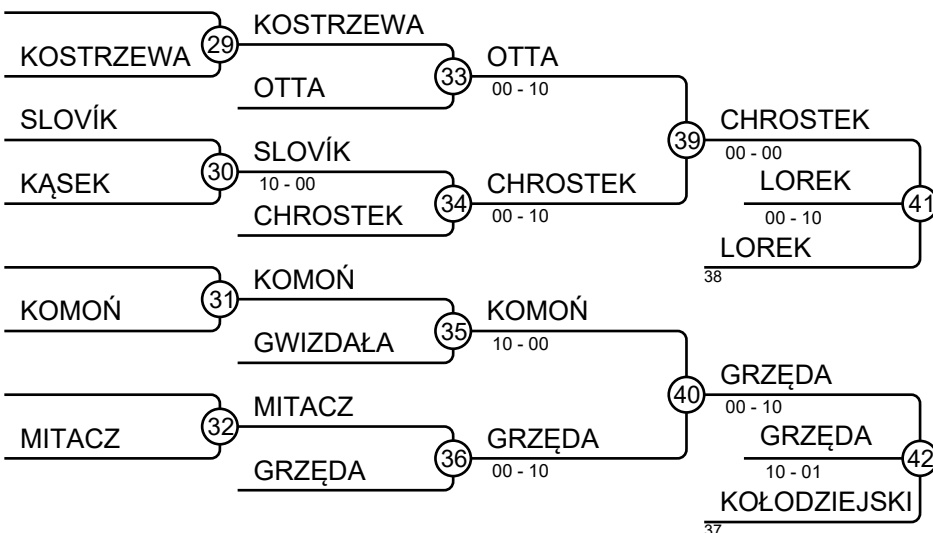 KOSTRZEWA
29
KOSTRZEWA
OTTA
33
OTTA
00 - 10
SLOVÍK
KĄSEK
30
SLOVÍK
10 - 00
CHROSTEK
34
CHROSTEK
00 - 10
39
CHROSTEK
00 - 00
LOREK
00 - 10
LOREK
38
41
KOMOŃ
31
KOMOŃ
GWIZDAŁA
35
KOMOŃ
10 - 00
MITACZ
32
MITACZ
GRZĘDA
36
GRZĘDA
00 - 10
40
GRZĘDA
00 - 10
GRZĘDA
10 - 01
KOŁODZIEJSKI
37
42